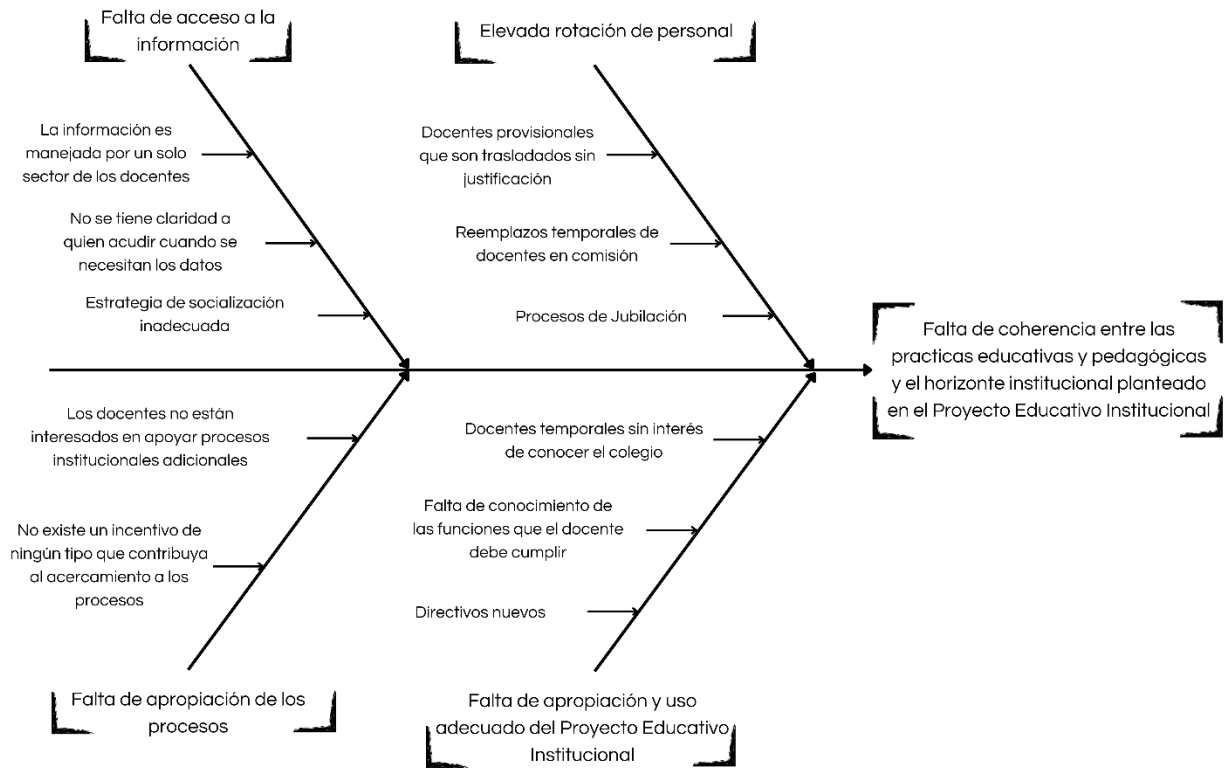 Falta de acceso a la
información
Elevada rotación de personal
La información es
manejada por un solo
sector de los docentes
No se tiene claridad a
quien acudir cuando se
necesitan los datos
Estrategia de socialización
inadecuada
Docentes provisionales
que son trasladados sin
justificación
Reemplazos temporales de
docentes en comisión
Procesos de Jubilación
Falta de coherencia entre las
practicas educativas y pedagógicas
y el horizonte institucional planteado
en el Proyecto Educativo Institucional
Los docentes no están
interesados en apoyar procesos
institucionales adicionales
No existe un incentivo de
ningún tipo que contribuya
al acercamiento a los
procesos
Docentes temporales sin interés
de conocer el colegio
Falta de conocimiento de
las funciones que el docente
debe cumplir
Directivos nuevos
Falta de apropiación de los
procesos
Falta de apropiación y uso
adecuado del Proyecto Educativo
Institucional